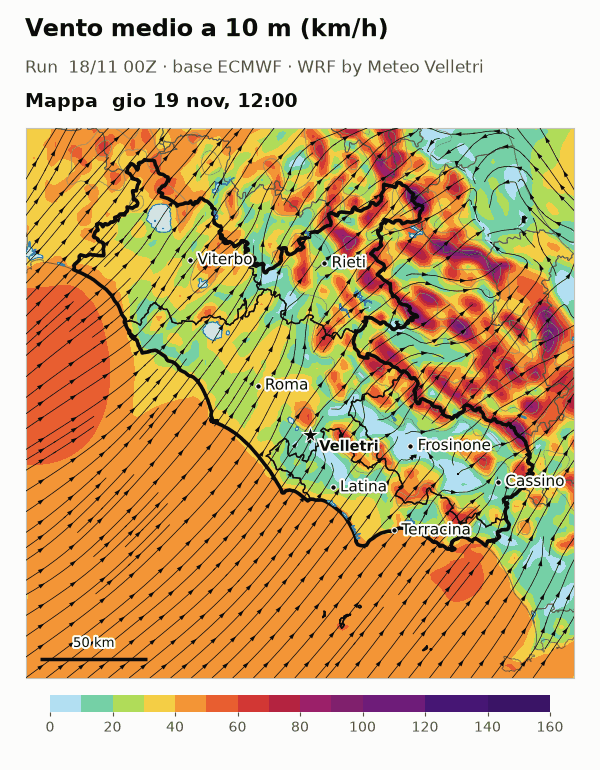 Vento medio a 10 m (km/h)
Run  18/11 00Z · base ECMWF · WRF by Meteo Velletri
Mappa  gio 19 nov, 12:00
Viterbo
Rieti
Roma
Velletri
Frosinone
Latina
Cassino
Terracina
50 km
0 20 40 60 80 100 120 140 160